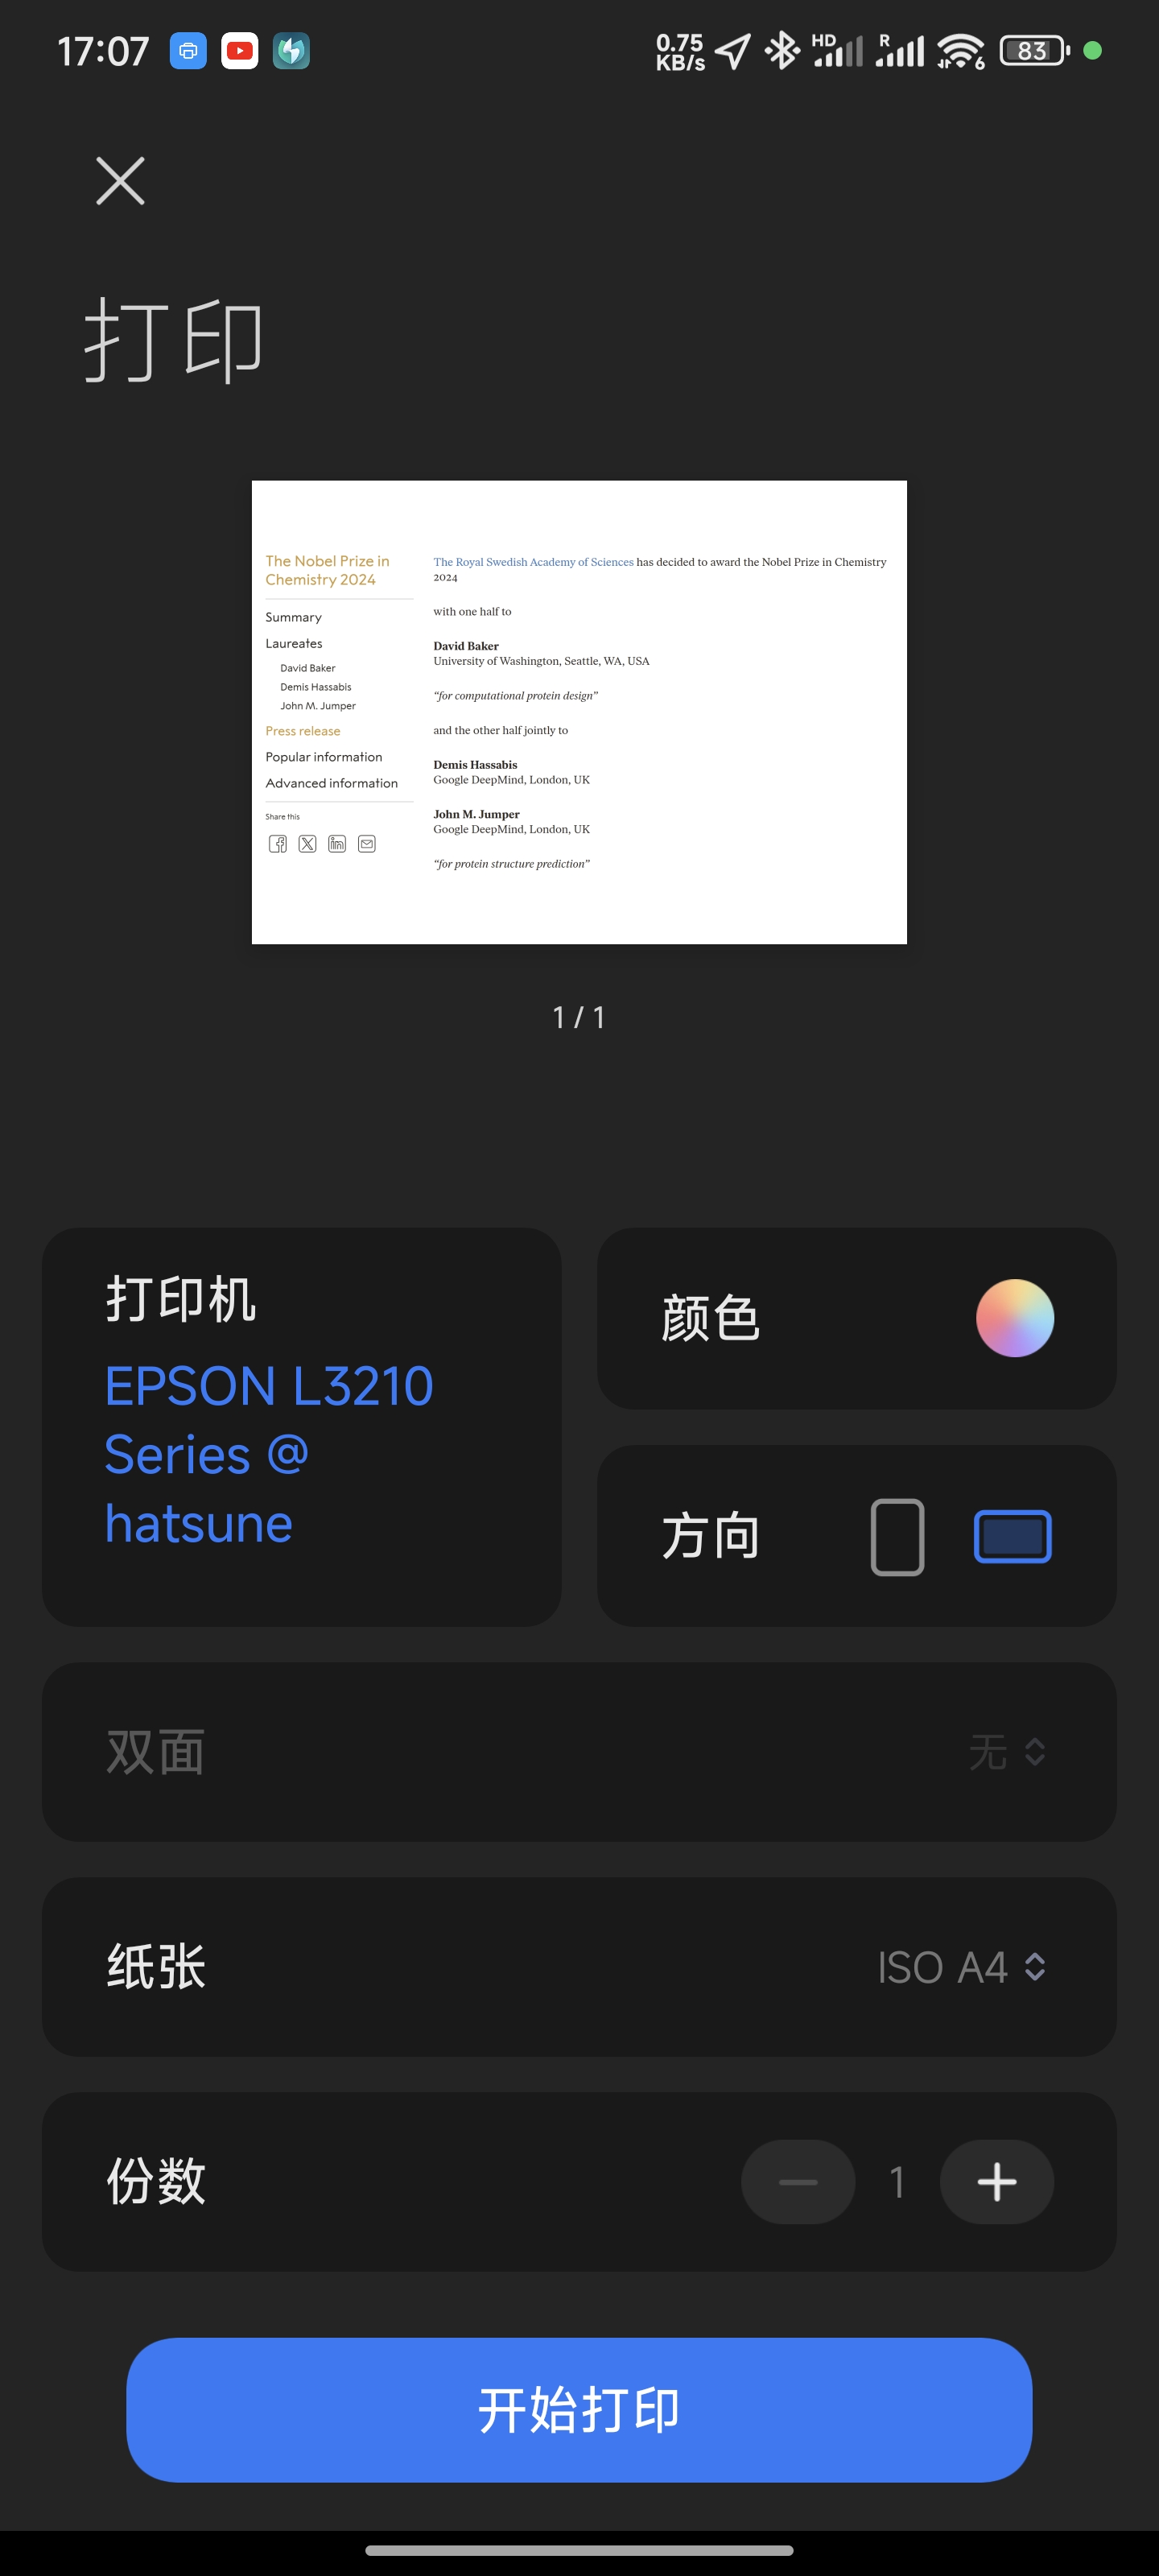 17:07
0.75
KB/s
HD
R
6
83
打印
The Nobel Prize in
Chemistry 2024
Summary
Laureates
David Baker
Demis Hassabis
John M. Jumper
Press release
Popular information
Advanced information
Share this
The Royal Swedish Academy of Sciences has decided to award the Nobel Prize in Chemistry
2024
with one half to
David Baker
University of Washington, Seattle, WA, USA
“for computational protein design”
and the other half jointly to
Demis Hassabis
Google DeepMind, London, UK
John M. Jumper
Google DeepMind, London, UK
“for protein structure prediction”
1 / 1
打印机
EPSON L3210
Series @
hatsune
颜色
方向
双面
无
纸张
ISO A4
份数
1
开始打印